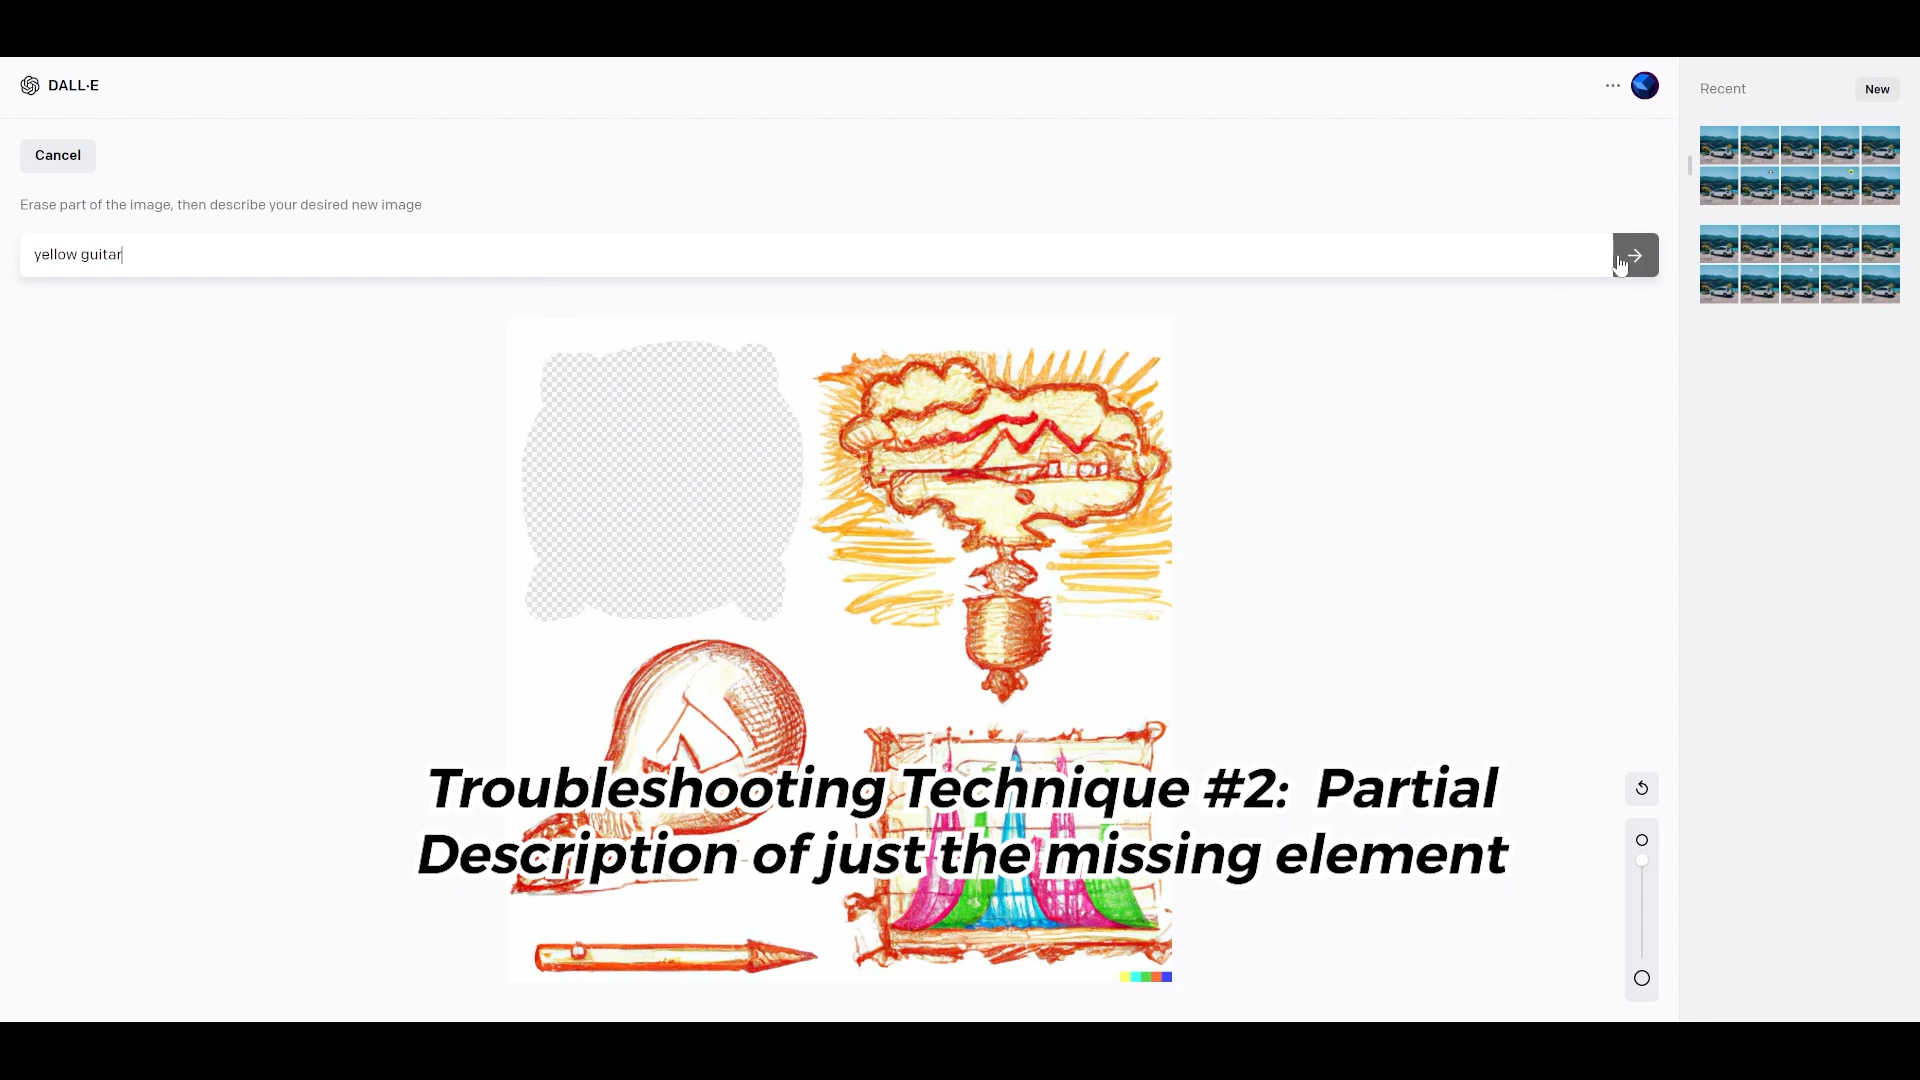 DALL·E
Recent
New
Cancel
Erase part of the image, then describe your desired new image
yellow guitar
Troubleshooting Technique #2: Partial
Description of just the missing element